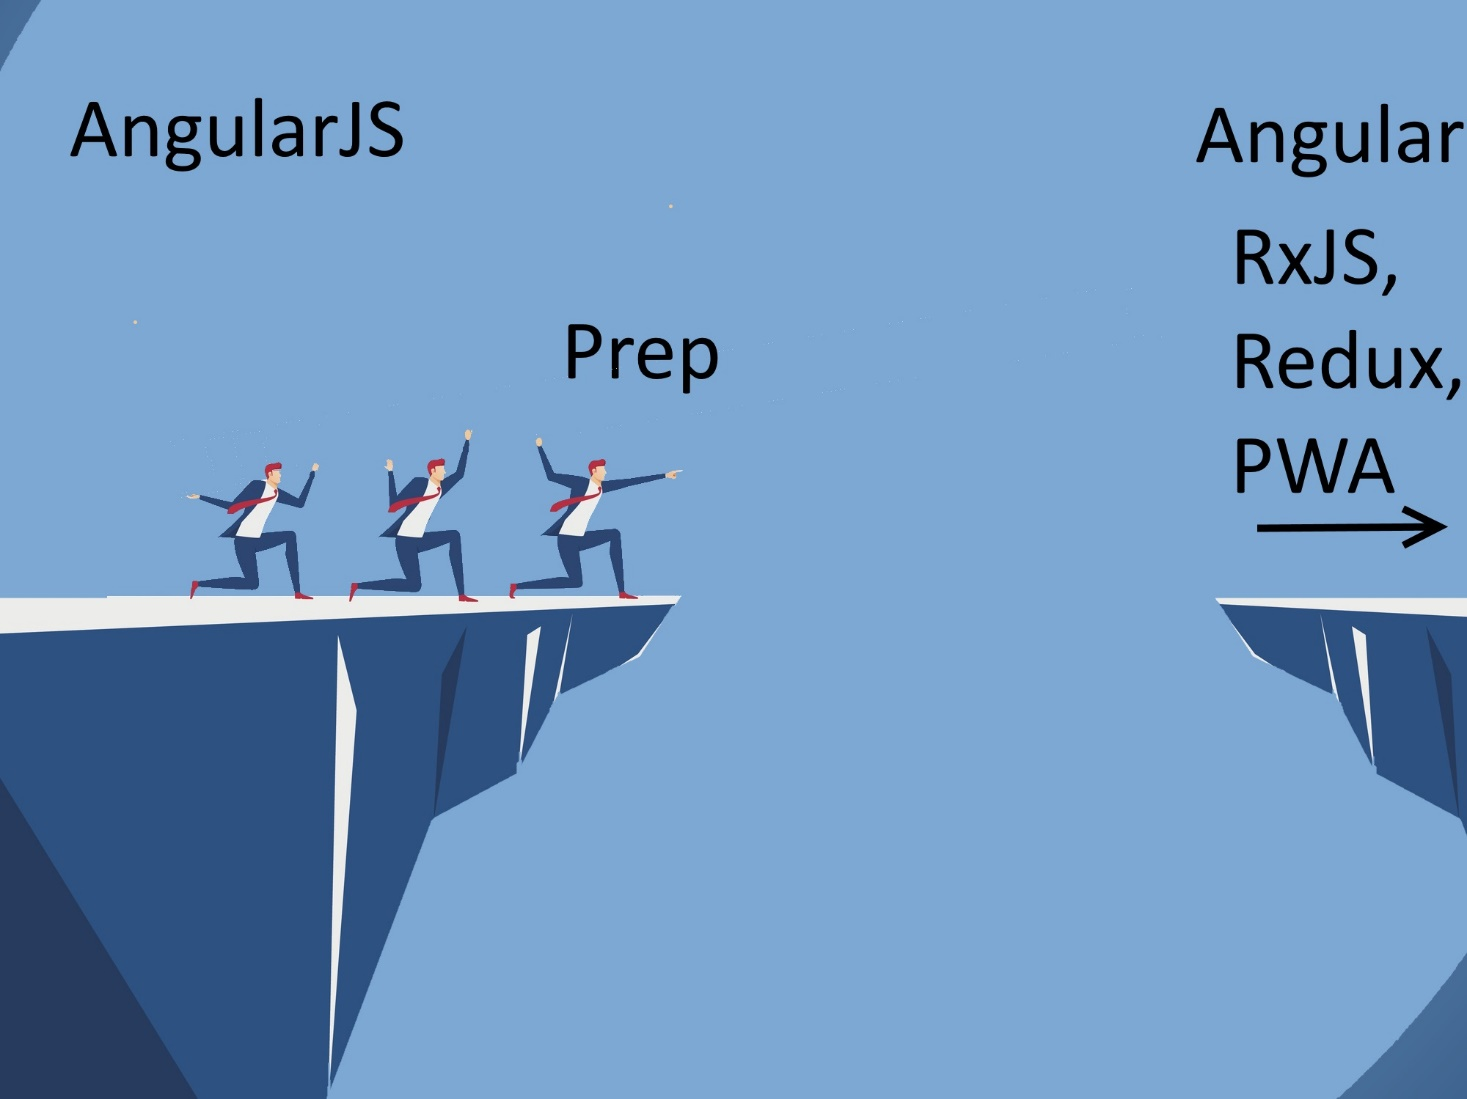 AngularJS
Angular
RxJS,
Prep
Redux,
PWA